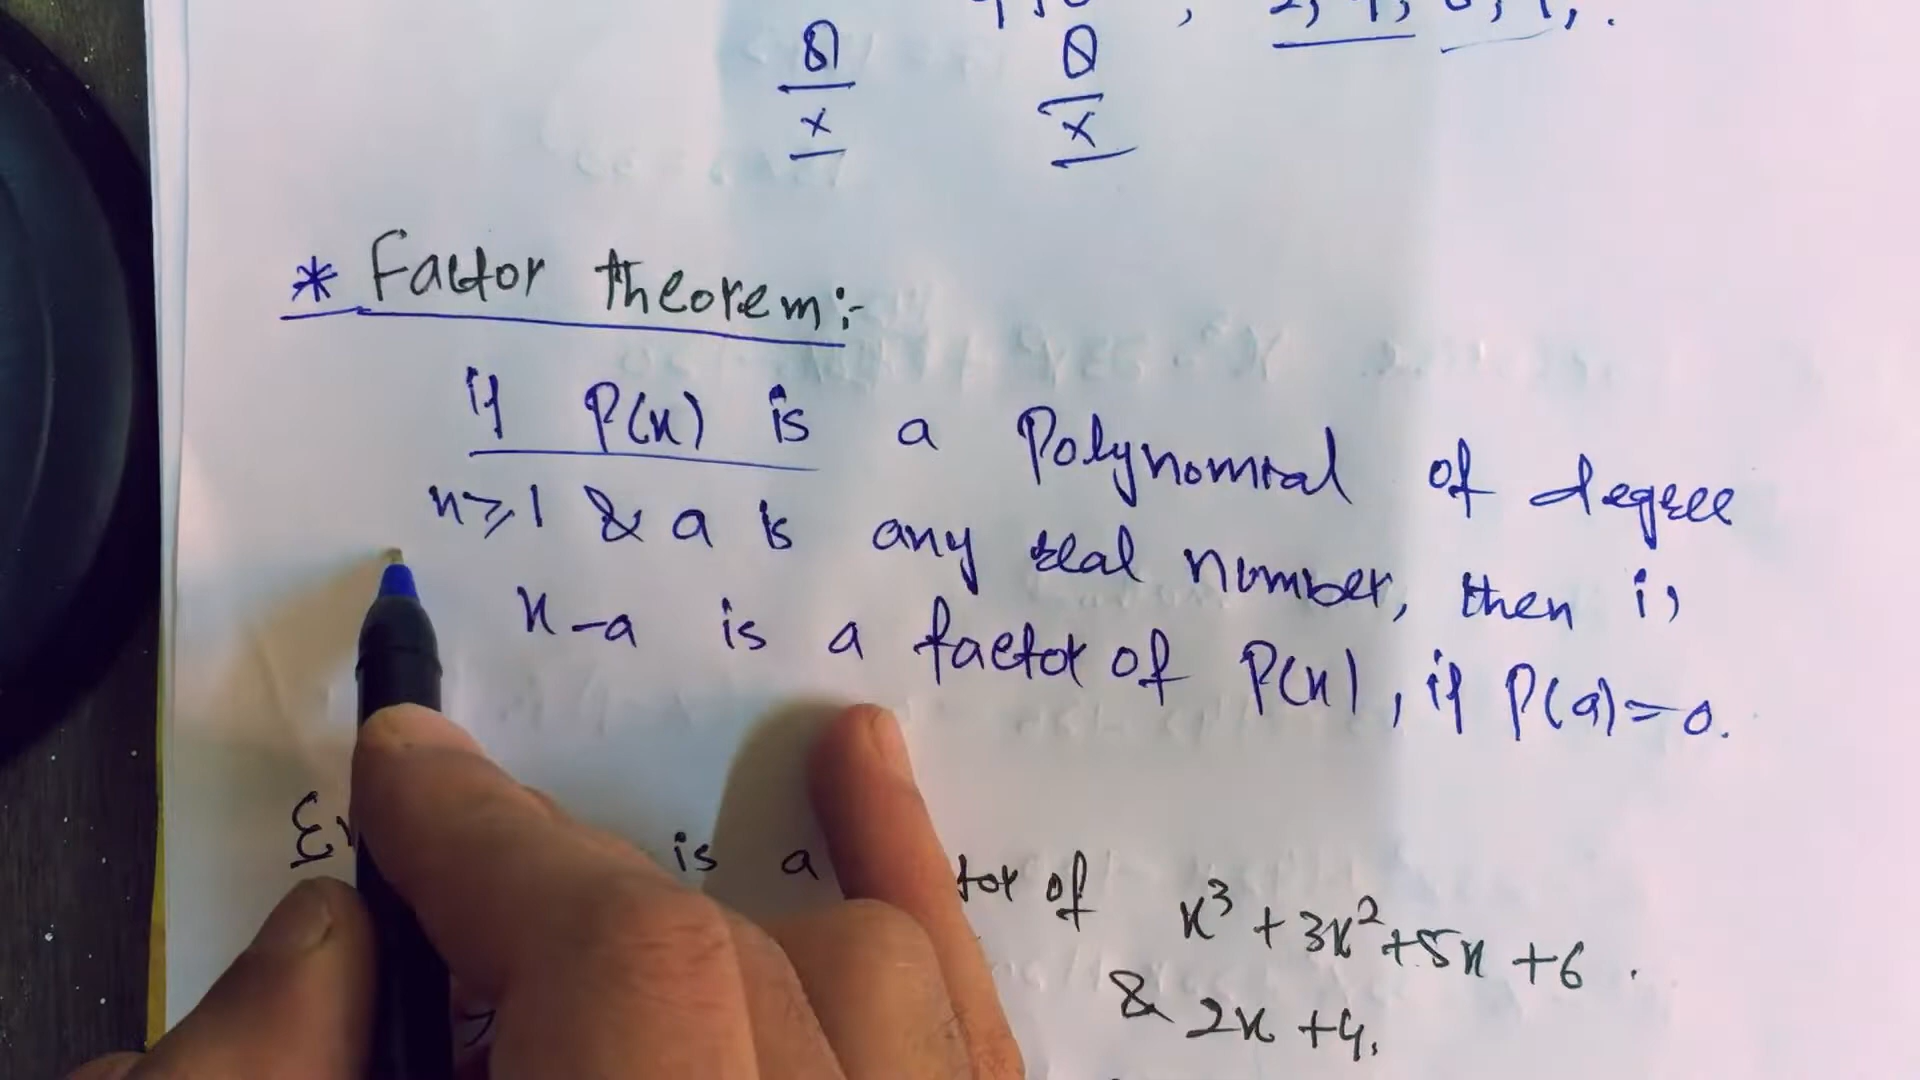 * Factor theorem:-
if P(x) is a Polynomial of degree
n≥1 & a is any real number, then i)
x-a is a factor of P(x), if P(a)=0.
is a of x³+3x²+5x+6.
& 2x+4.